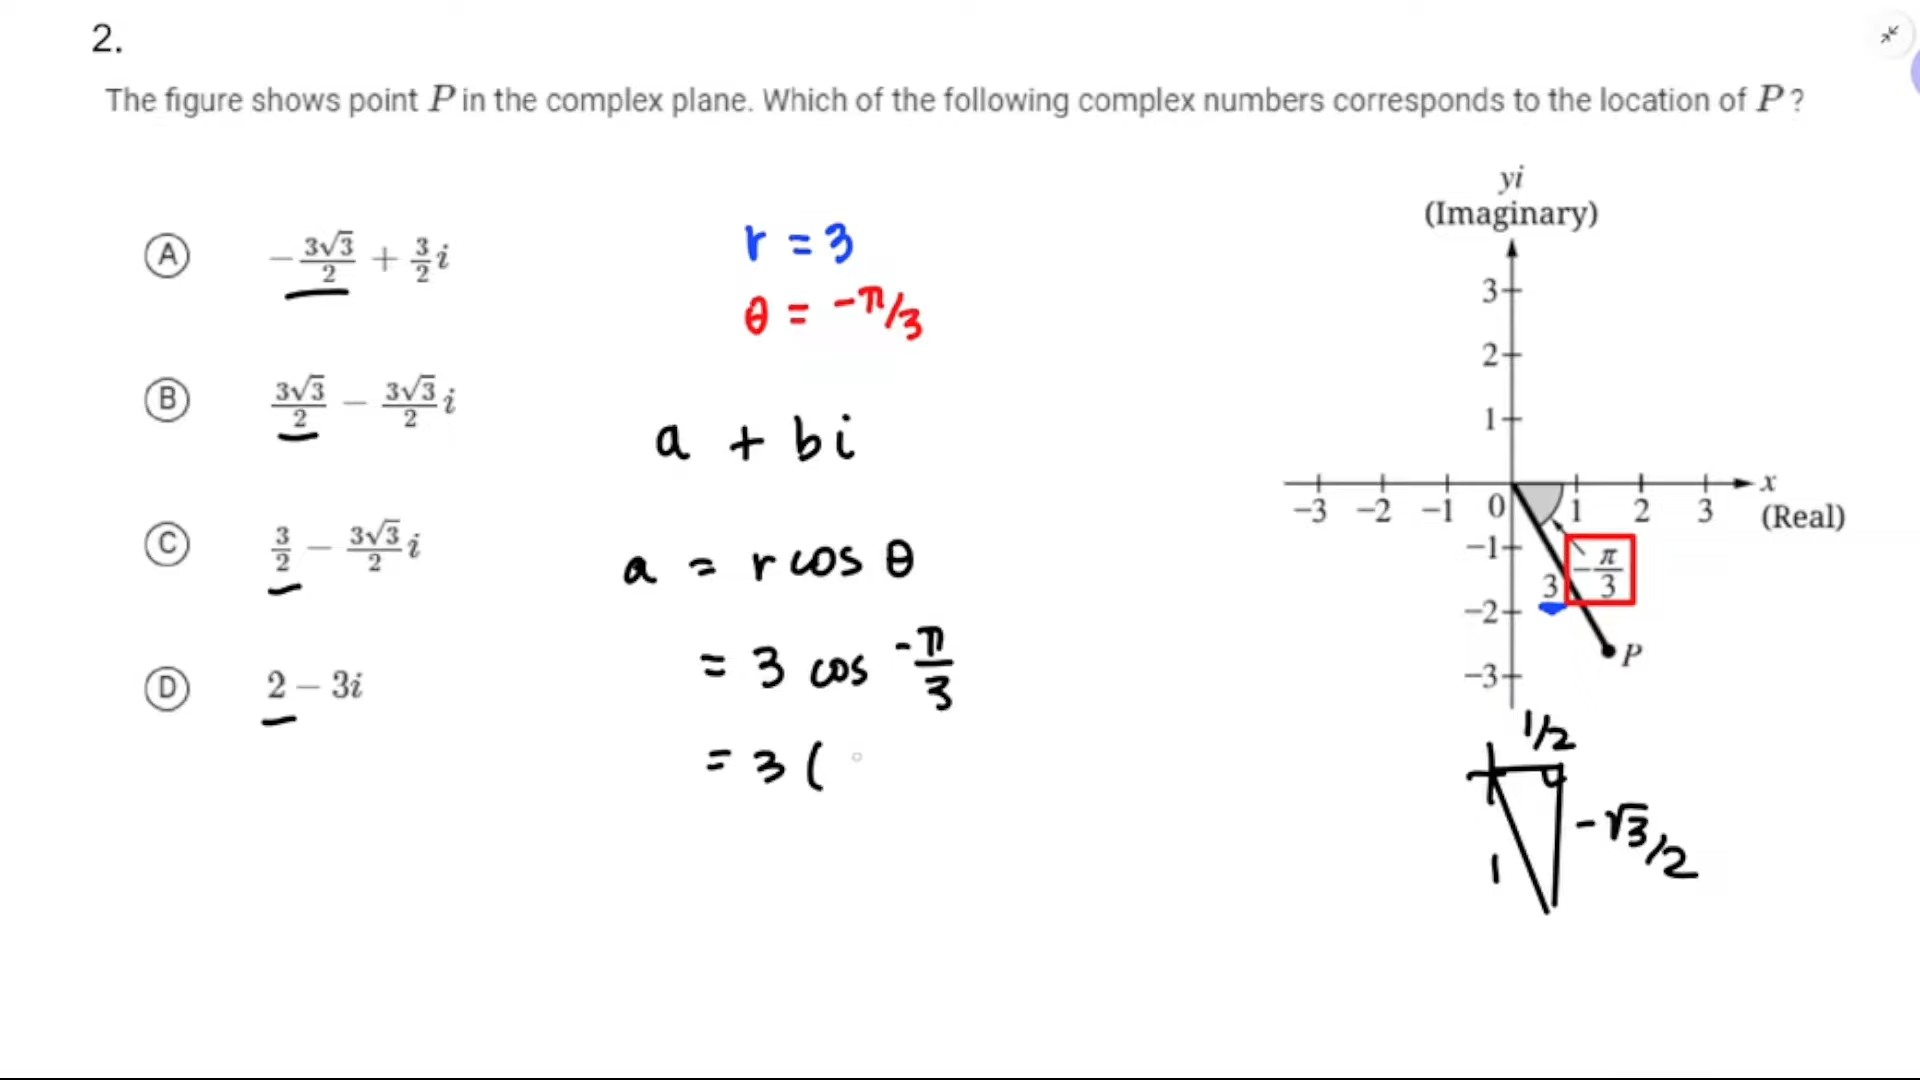 2.
The figure shows point P in the complex plane. Which of the following complex numbers corresponds to the location of P?
(A) −3√3/2 + 3/2 i
(B) 3√3/2 − 3√3/2 i
(C) 3/2 − 3√3/2 i
(D) 2 − 3i
r = 3
θ = -π/3
a + bi
a = r cos θ
= 3 cos -π/3
= 3 (
yi
(Imaginary)
3
2
1
−3 −2 −1 0 1 2 3 x
(Real)
−1
−2
−3
−π/3
3
P
1/2
-√3/2
1